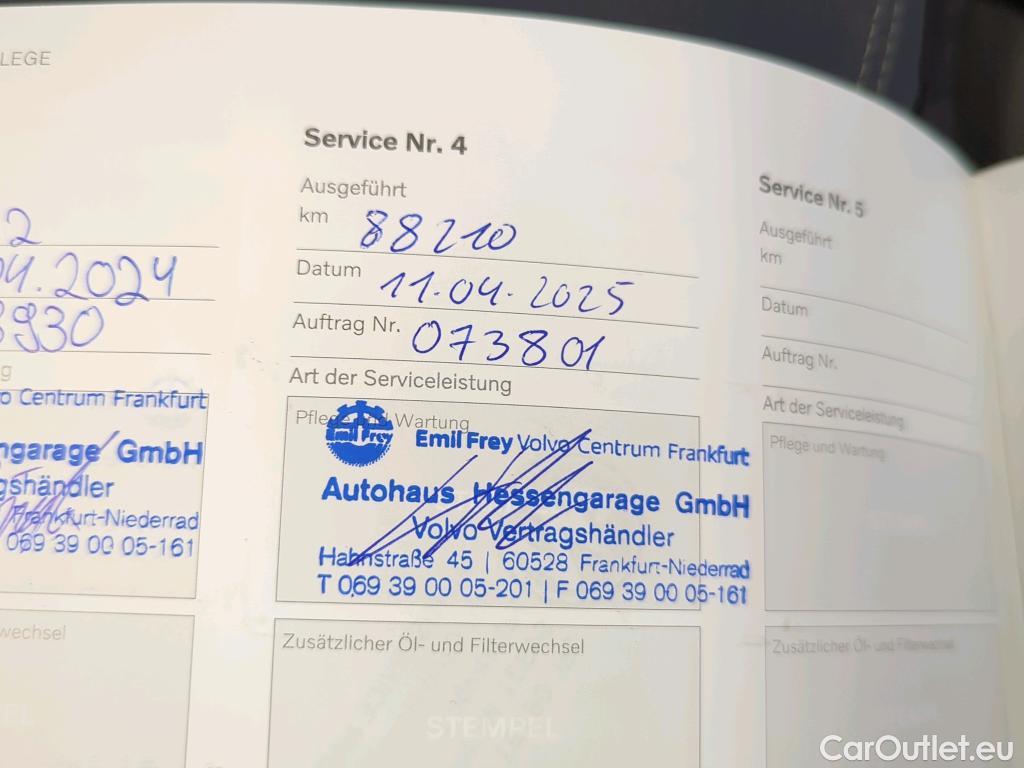 LEGE
2
04.2024
8930
g
o Centrum Frankfurt
ngarage GmbH
gshändler
Frankfurt-Niederrad
069 39 00 05-161
wechsel
Service Nr. 4
Ausgeführt
km 88210
Datum 11.04.2025
Auftrag Nr. 073801
Art der Serviceleistung
Pflege und Wartung
Emil Frey
Emil Frey Volvo Centrum Frankfurt
Autohaus Hessengarage GmbH
Volvo Vertragshändler
Hahnstraße 45 | 60528 Frankfurt-Niederrad
T 069 39 00 05-201 | F 069 39 00 05-161
Zusätzlicher Öl- und Filterwechsel
STEMPEL
Service Nr. 5
Ausgeführt
km
Datum
Auftrag Nr.
Art der Serviceleistung
Pflege und Wartung
Zusätzlicher Öl- und Filterwechsel
CarOutlet.eu